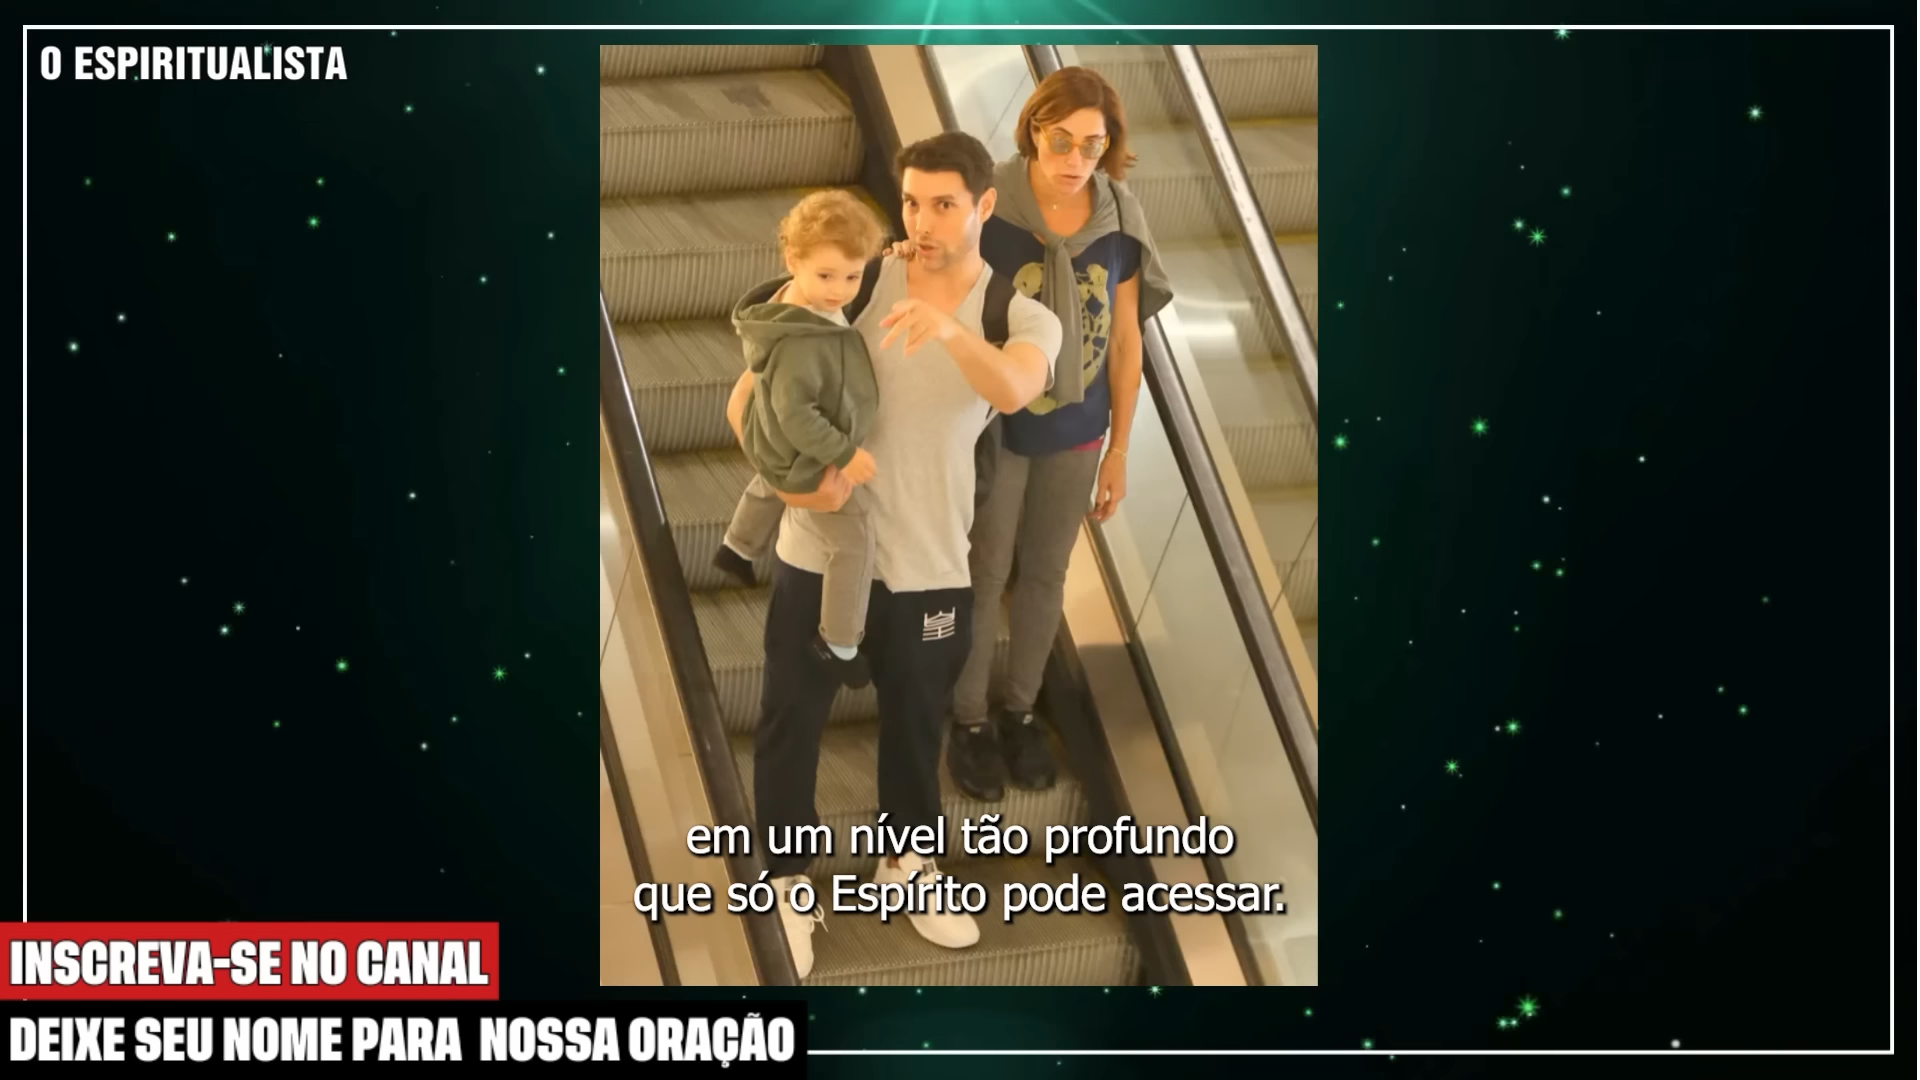 O ESPIRITUALISTA
em um nível tão profundo
que só o Espírito pode acessar.
INSCREVA-SE NO CANAL
DEIXE SEU NOME PARA NOSSA ORAÇÃO